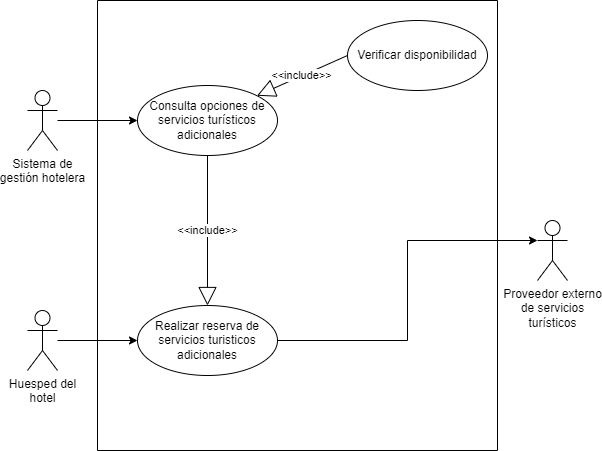 Verificar disponibilidad
<<include>>
Consulta opciones de
servicios turísticos
adicionales
Sistema de
gestión hotelera
<<include>>
Proveedor externo
de servicios
turísticos
Realizar reserva de
servicios turisticos
adicionales
Huesped del
hotel